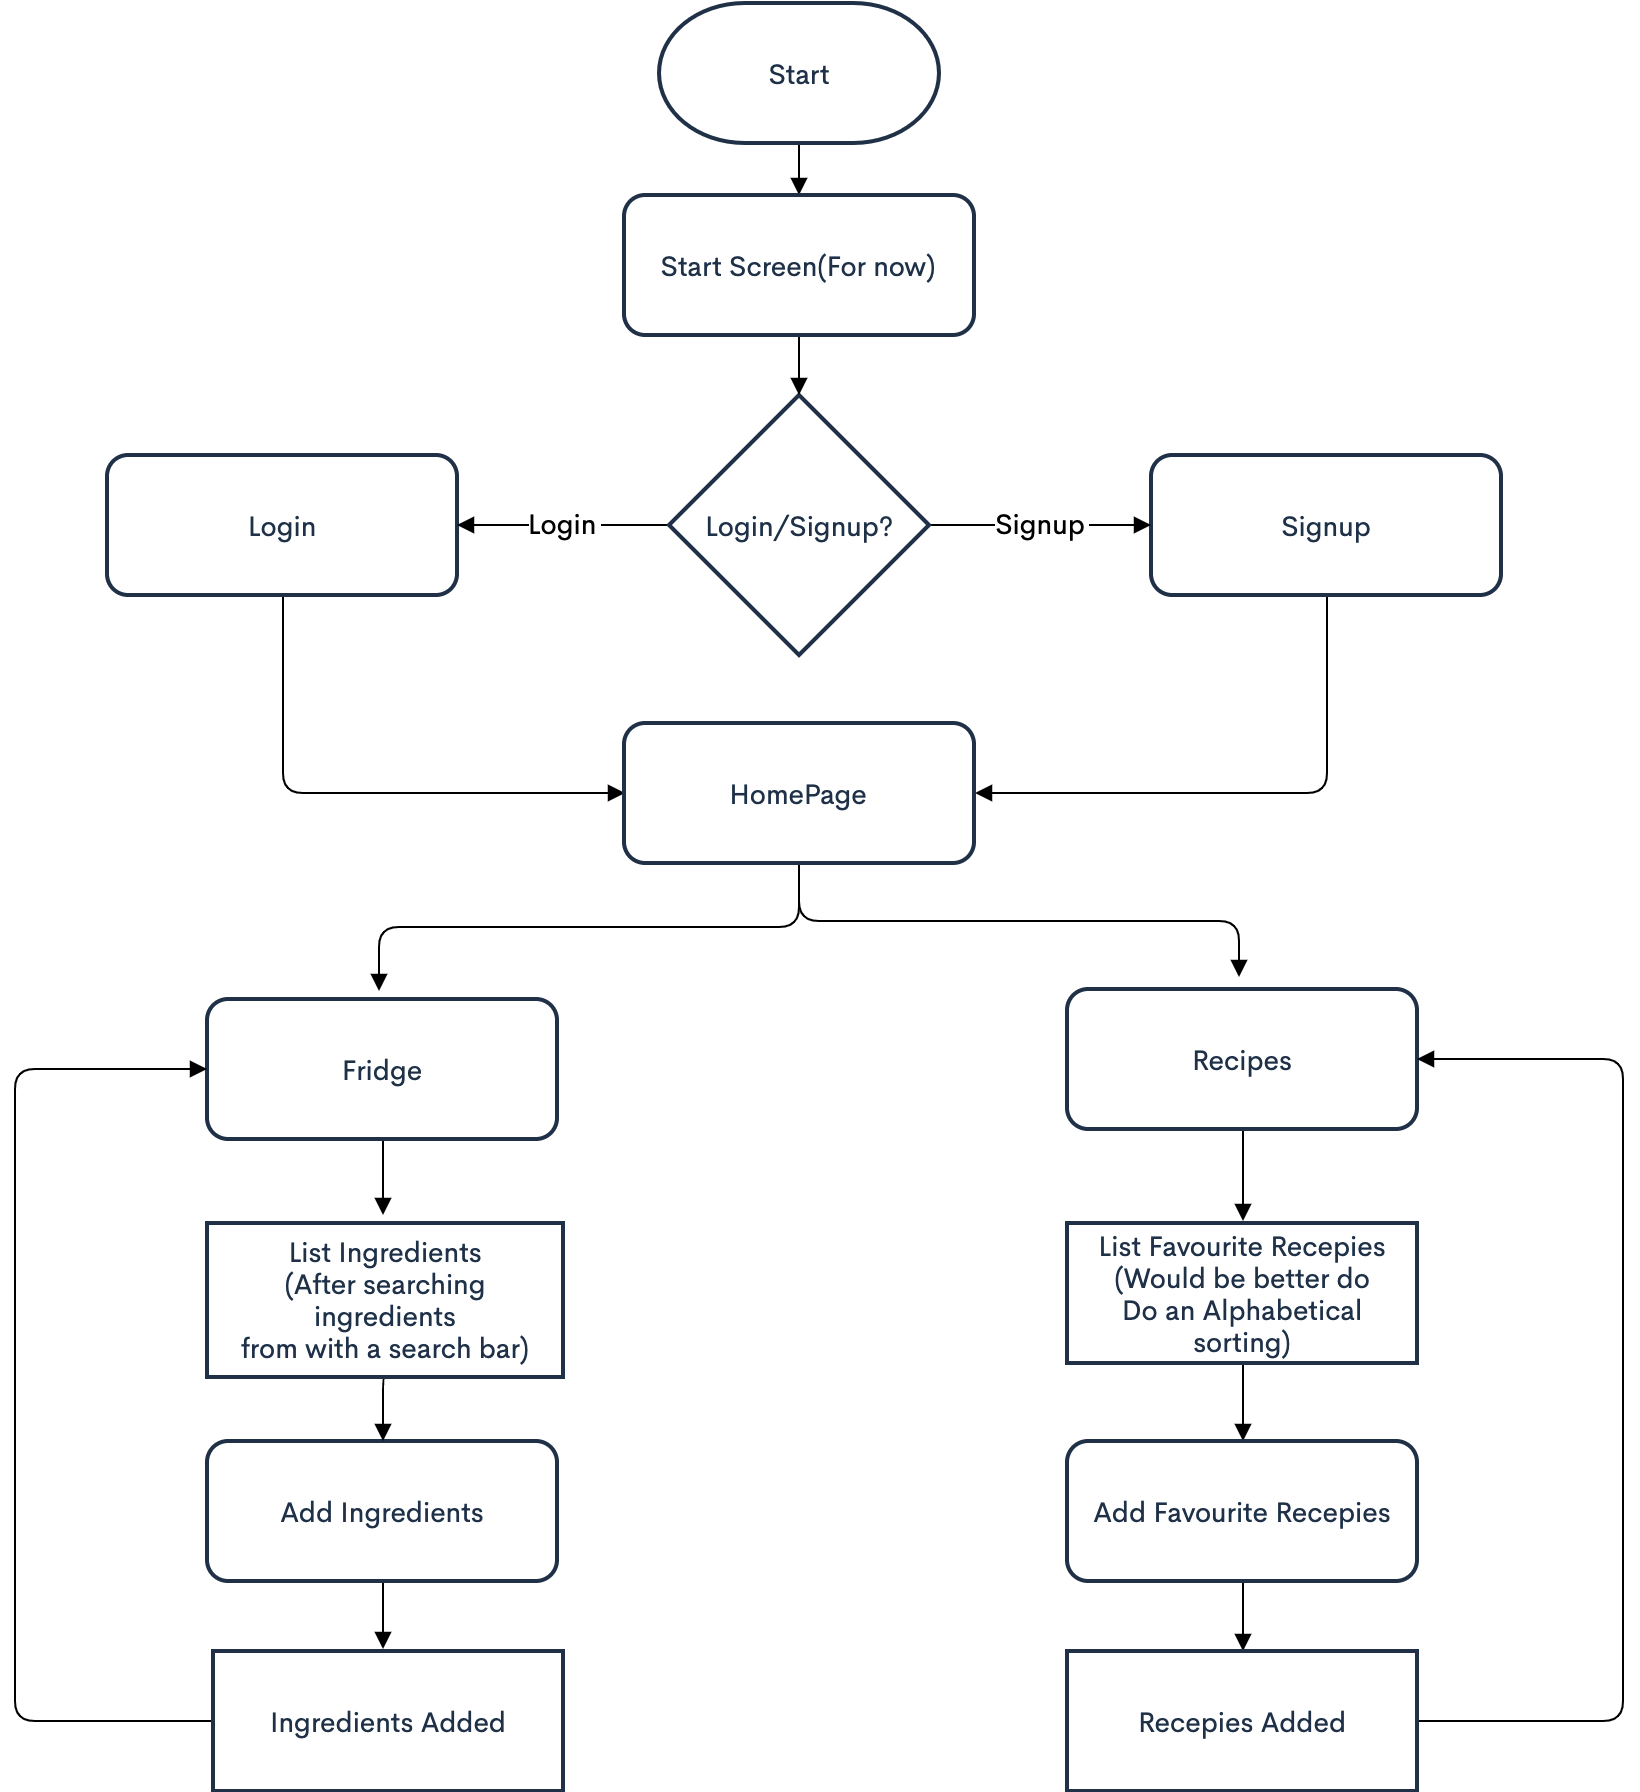 Start
Start Screen(For now)
Login
Login
Login/Signup?
Signup
Signup
HomePage
Fridge
Recipes
List Ingredients
(After searching
ingredients
from with a search bar)
List Favourite Recepies
(Would be better do
Do an Alphabetical
sorting)
Add Ingredients
Add Favourite Recepies
Ingredients Added
Recepies Added